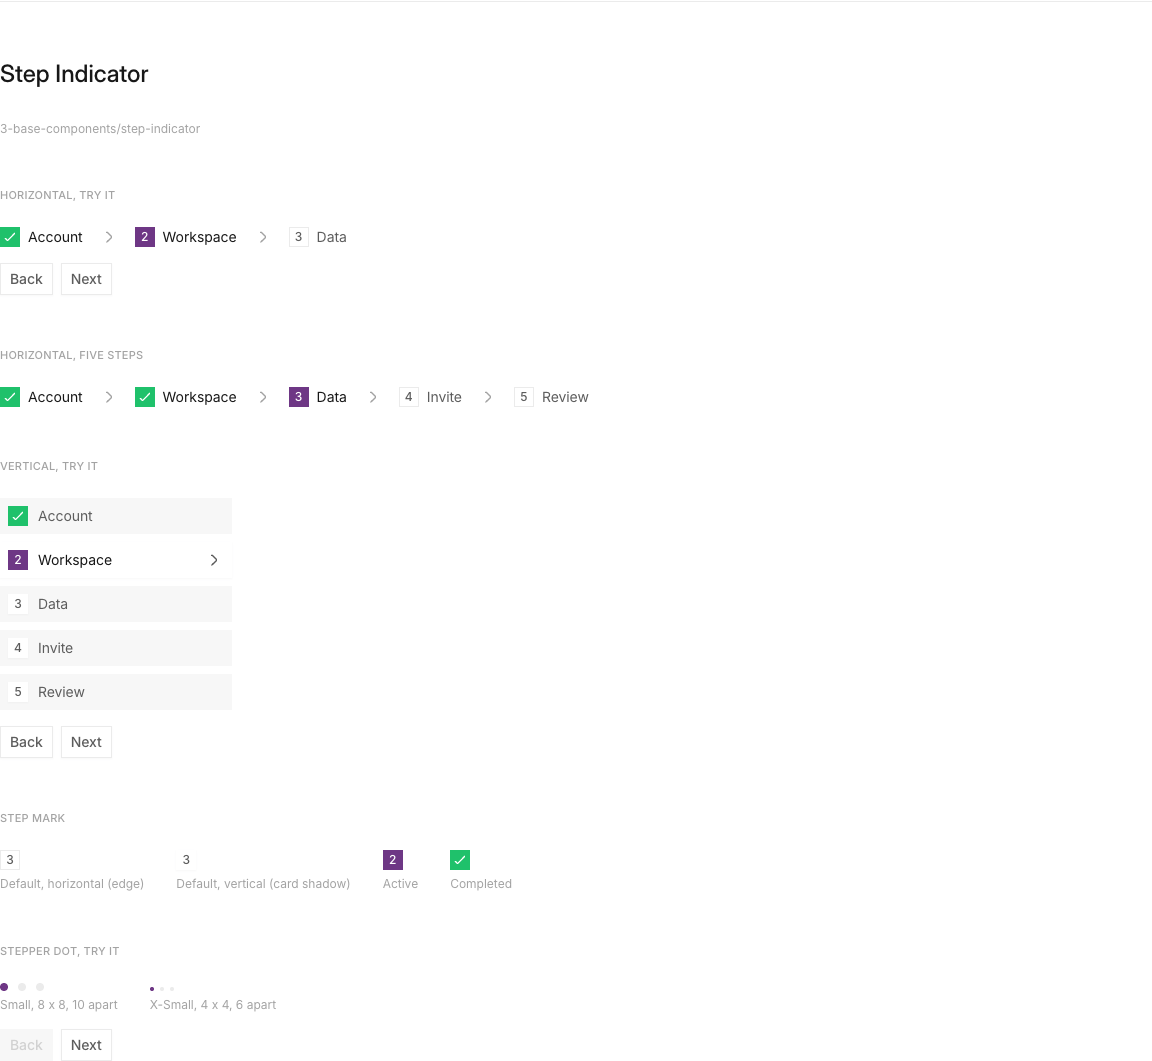 Step Indicator
3-base-components/step-indicator
HORIZONTAL, TRY IT
Account > 2 Workspace > 3 Data
Back Next
HORIZONTAL, FIVE STEPS
Account > Workspace > 3 Data > 4 Invite > 5 Review
VERTICAL, TRY IT
Account
2 Workspace >
3 Data
4 Invite
5 Review
Back Next
STEP MARK
3 3 2
Default, horizontal (edge) Default, vertical (card shadow) Active Completed
STEPPER DOT, TRY IT
Small, 8 x 8, 10 apart X-Small, 4 x 4, 6 apart
Back Next